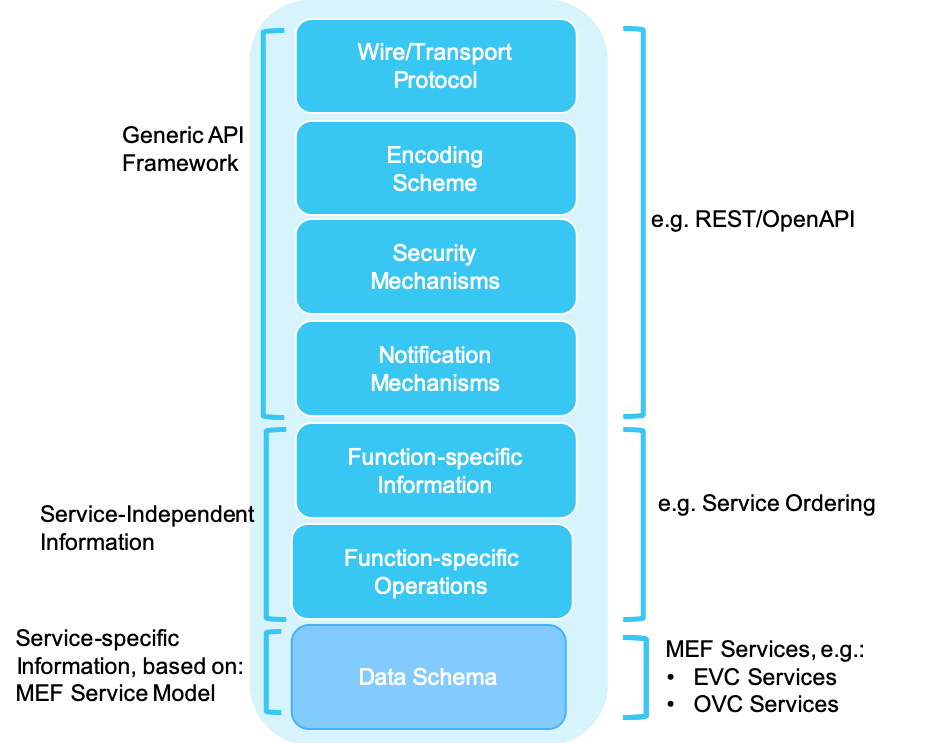 Wire/Transport
Protocol
Generic API
Framework
Encoding
Scheme
e.g. REST/OpenAPI
Security
Mechanisms
Notification
Mechanisms
Function-specific
Information
Service-Independent
Information
e.g. Service Ordering
Function-specific
Operations
Service-specific
Information, based on:
MEF Service Model
Data Schema
MEF Services, e.g.:
• EVC Services
• OVC Services